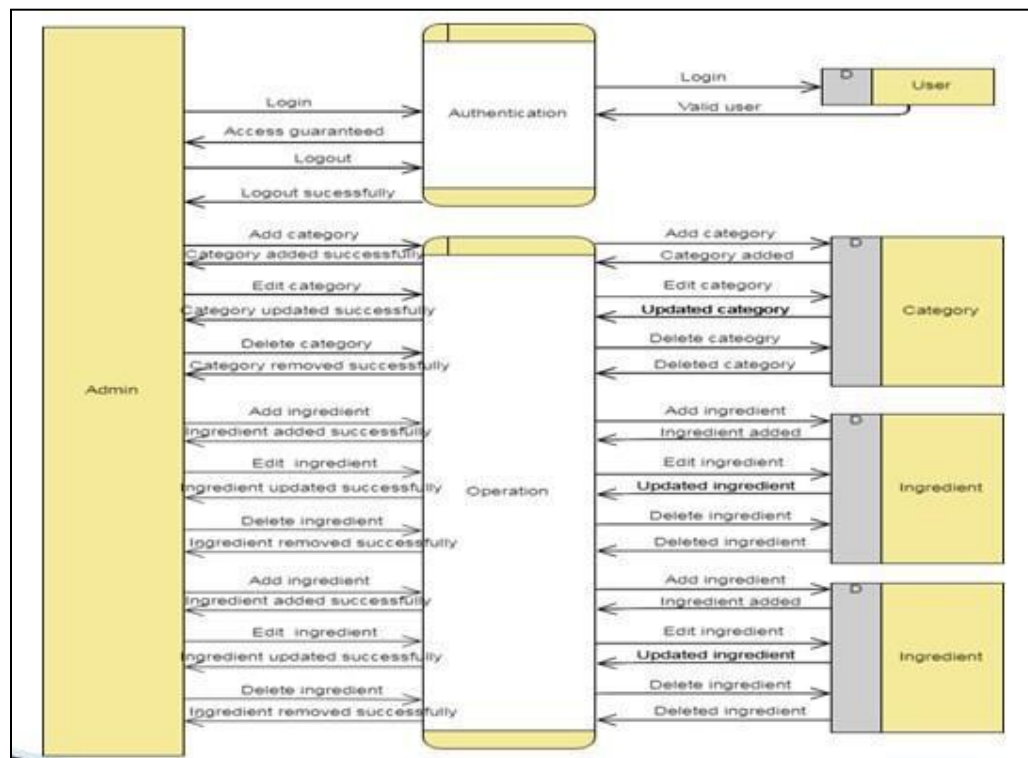 Admin
Login
Access guaranteed
Logout
Logout sucessfully
Authentication
Login
Valid user
D
User
Add category
Category added successfully
Edit category
Category updated successfully
Delete category
Category removed successfully
Add ingredient
Ingredient added successfully
Edit ingredient
Ingredient updated successfully
Delete ingredient
Ingredient removed successfully
Add ingredient
Ingredient added successfully
Edit ingredient
Ingredient updated successfully
Delete ingredient
Ingredient removed successfully
Operation
Add category
Category added
Edit category
Updated category
Delete cateogry
Deleted category
D
Category
Add ingredient
Ingredient added
Edit ingredient
Updated ingredient
Delete ingredient
Deleted ingredient
D
Ingredient
Add ingredient
Ingredient added
Edit ingredient
Updated ingredient
Delete ingredient
Deleted ingredient
D
Ingredient